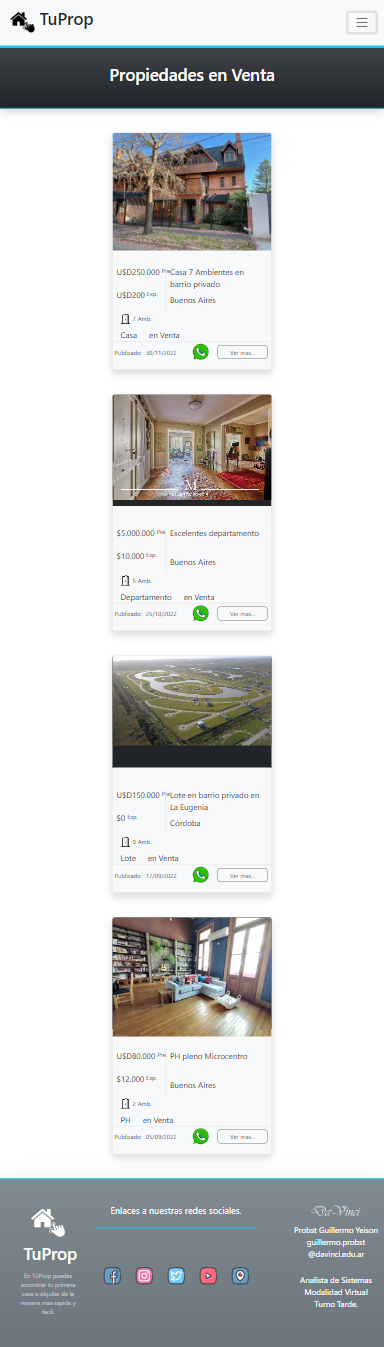 TuProp
Propiedades en Venta
U$D250.000 Pre.
Casa 7 Ambientes en
barrio privado
U$D200 Exp.
Buenos Aires
7 Amb.
Casa en Venta
Publicado: 30/11/2022
Ver mas...
M
$5.000.000 Pre.
Excelentes departamento
$10.000 Exp.
Buenos Aires
5 Amb.
Departamento en Venta
Publicado: 25/10/2022
Ver mas...
U$D150.000 Pre
Lote en barrio privado en
La Eugenia
$0 Exp.
Córdoba
0 Amb.
Lote en Venta
Publicado: 17/09/2022
Ver mas...
U$D80.000 Pre.
PH pleno Microcentro
$12.000 Exp.
Buenos Aires
2 Amb.
PH en Venta
Publicado: 05/09/2022
Ver mas...
TuProp
En TúProp puedes
encontrar tu primera
casa o alquiler de la
manera mas rapida y
facil.
Enlaces a nuestras redes sociales.
Da Vinci
Probst Guillermo Yeison
guillermo.probst
@davinci.edu.ar
Analista de Sistemas
Modalidad Virtual
Turno Tarde.